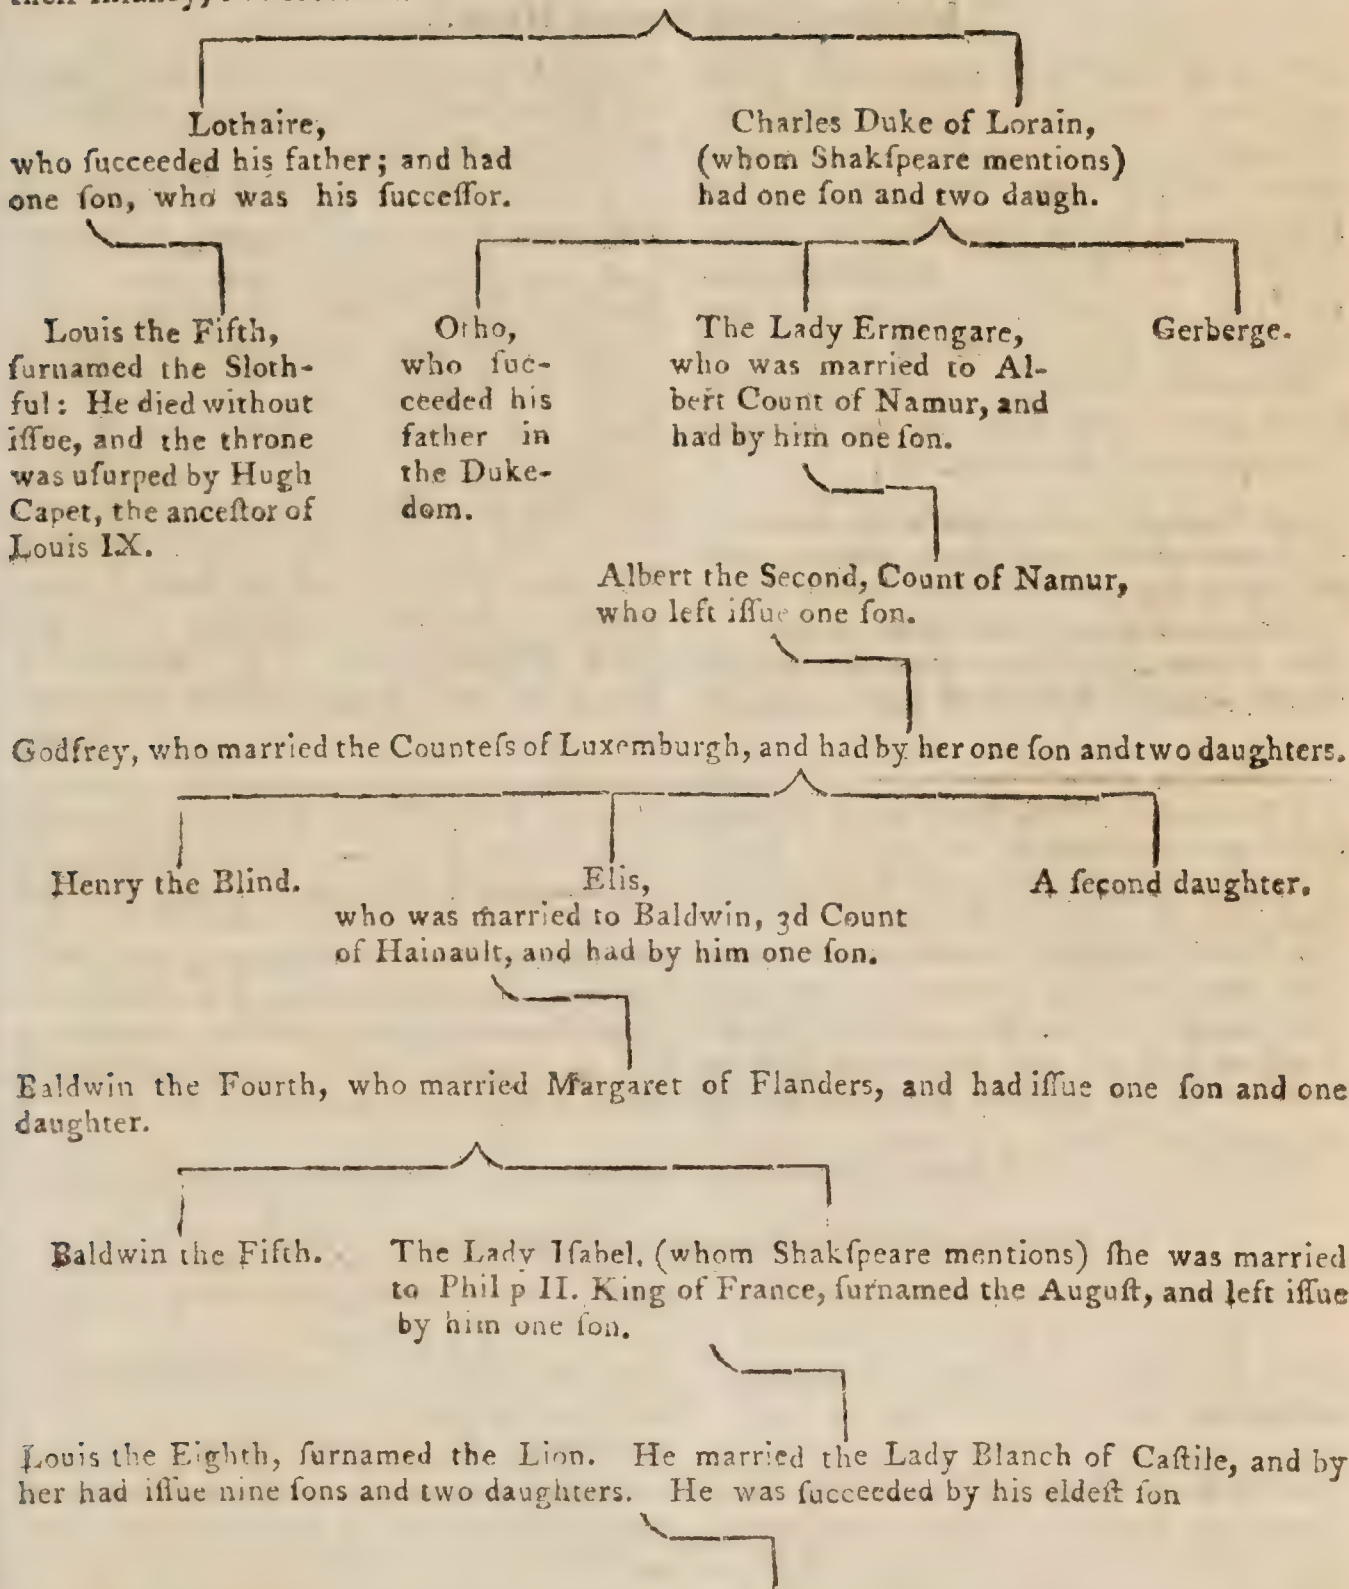 Lothaire,
who ſucceeded his father; and had
one ſon, who was his ſucceſſor.
Charles Duke of Lorain,
(whom Shakſpeare mentions)
had one ſon and two daugh.
Louis the Fifth,
ſurnamed the Sloth-
ful: He died without
iſſue, and the throne
was uſurped by Hugh
Capet, the anceſtor of
Louis IX.
Otho,
who ſuc-
ceeded his
father in
the Duke-
dom.
The Lady Ermengare,
who was married to Al-
bert Count of Namur, and
had by him one ſon.
Gerberge.
Albert the Second, Count of Namur,
who left iſſue one ſon.
Godfrey, who married the Counteſs of Luxemburgh, and had by her one ſon and two daughters.
Henry the Blind.
Elis,
who was married to Baldwin, 3d Count
of Hainault, and had by him one ſon.
A ſecond daughter.
Baldwin the Fourth, who married Margaret of Flanders, and had iſſue one ſon and one
daughter.
Baldwin the Fifth.
The Lady Iſabel, (whom Shakſpeare mentions) ſhe was married
to Phil p II. King of France, ſurnamed the Auguſt, and left iſſue
by him one ſon.
Louis the Eighth, ſurnamed the Lion. He married the Lady Blanch of Caſtile, and by
her had iſſue nine ſons and two daughters. He was ſucceeded by his eldeſt ſon